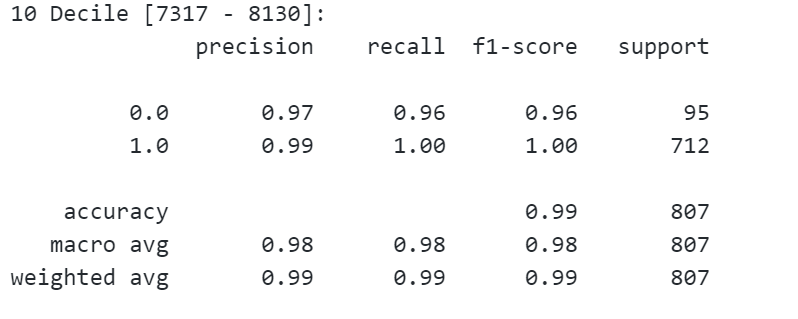 10 Decile [7317 - 8130]:
precision recall f1-score support
0.0 0.97 0.96 0.96 95
1.0 0.99 1.00 1.00 712
accuracy 0.99 807
macro avg 0.98 0.98 0.98 807
weighted avg 0.99 0.99 0.99 807